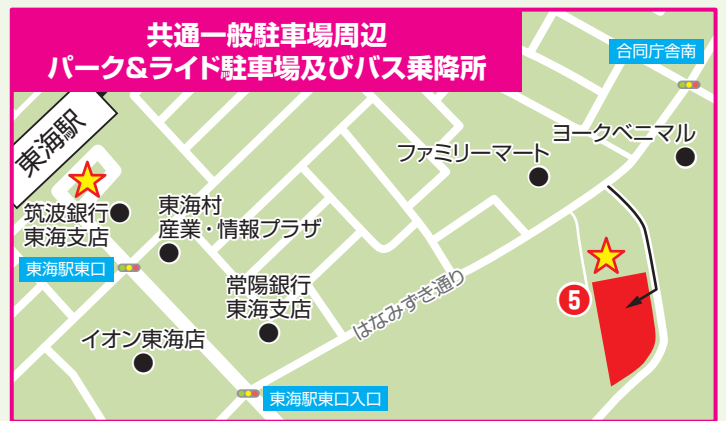 共通一般駐車場周辺
パーク&ライド駐車場及びバス乗降所
合同庁舎南
東海駅
ヨークベニマル
ファミリーマート
筑波銀行
東海支店
東海村
産業・情報プラザ
東海駅東口
常陽銀行
東海支店
はなみずき通り
5
イオン東海店
東海駅東口入口